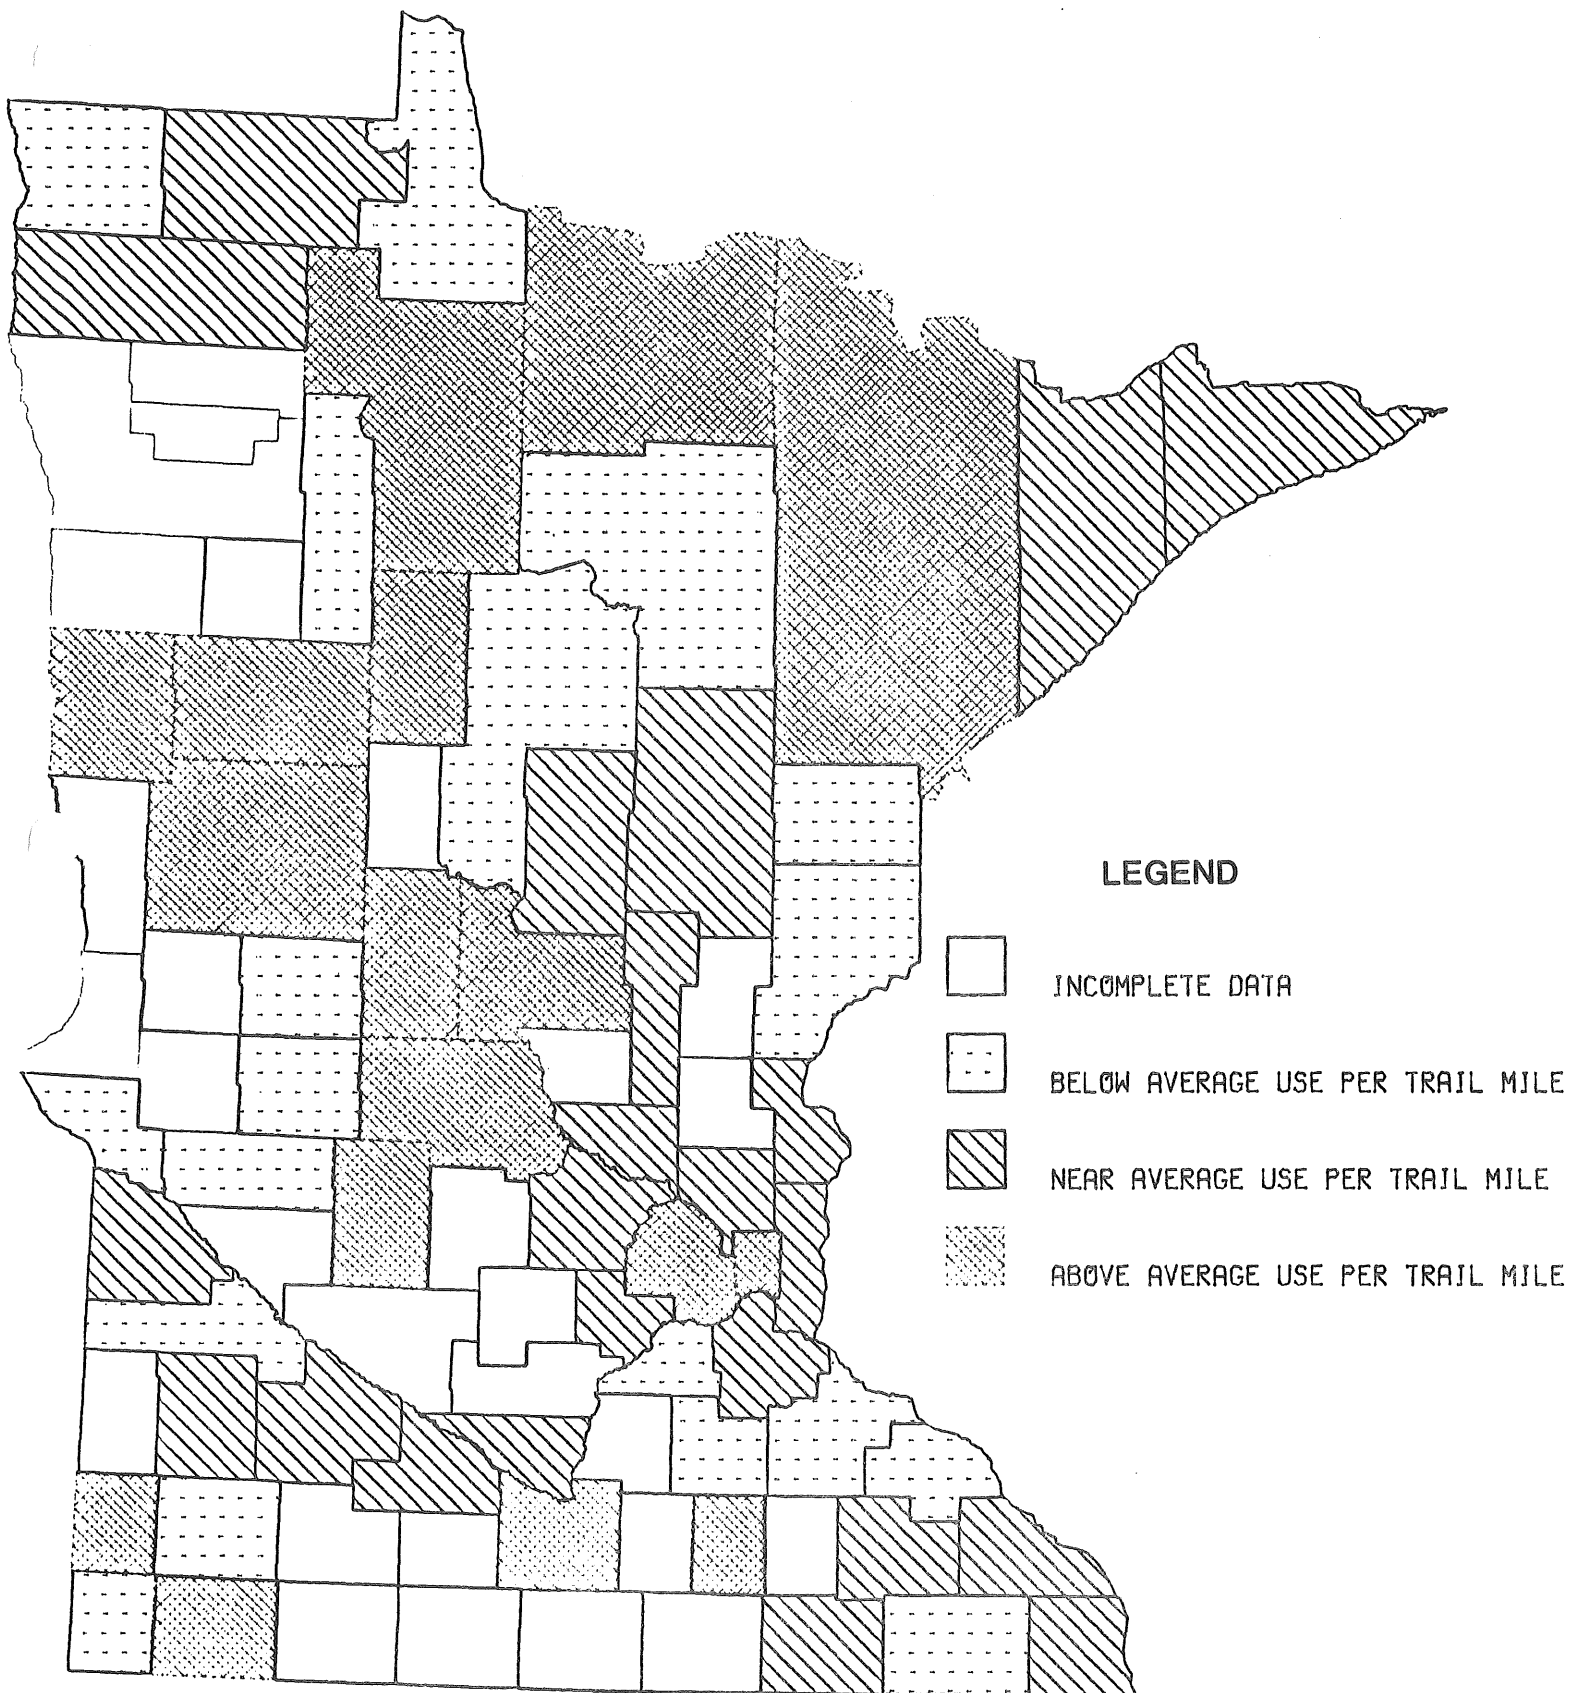 LEGEND
INCOMPLETE DATA
BELOW AVERAGE USE PER TRAIL MILE
NEAR AVERAGE USE PER TRAIL MILE
ABOVE AVERAGE USE PER TRAIL MILE